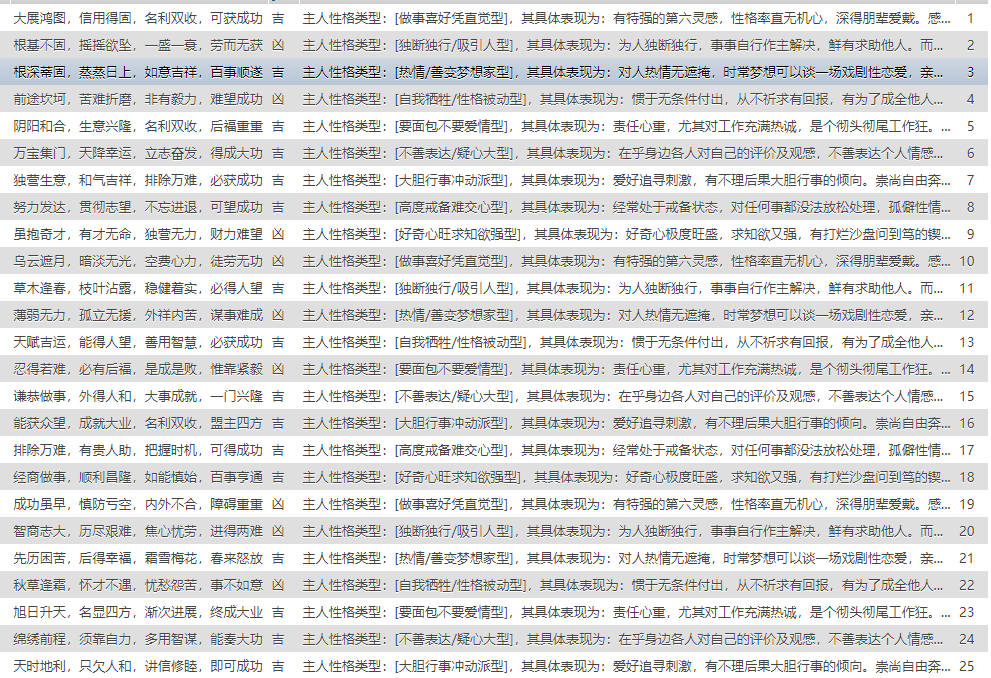 大展鸿图，信用得固，名利双收，可获成功 吉 主人性格类型：[做事喜好凭直觉型]，其具体表现为：有特强的第六灵感，性格率直无机心，深得朋辈爱戴。感... 1
根基不固，摇摇欲坠，一盛一衰，劳而无获 凶 主人性格类型：[独断独行/吸引人型]，其具体表现为：为人独断独行，事事自行作主解决，鲜有求助他人。而... 2
根深蒂固，蒸蒸日上，如意吉祥，百事顺遂 吉 主人性格类型：[热情/善变梦想家型]，其具体表现为：对人热情无遮掩，时常梦想可以谈一场戏剧性恋爱，亲... 3
前途坎坷，苦难折磨，非有毅力，难望成功 凶 主人性格类型：[自我牺牲/性格被动型]，其具体表现为：惯于无条件付出，从不祈求有回报，有为了成全他人... 4
阴阳和合，生意兴隆，名利双收，后福重重 吉 主人性格类型：[要面包不要爱情型]，其具体表现为：责任心重，尤其对工作充满热诚，是个彻头彻尾工作狂。... 5
万宝集门，天降幸运，立志奋发，得成大功 吉 主人性格类型：[不善表达/疑心大型]，其具体表现为：在乎身边各人对自己的评价及观感，不善表达个人情感... 6
独营生意，和气吉祥，排除万难，必获成功 吉 主人性格类型：[大胆行事冲动派型]，其具体表现为：爱好追寻刺激，有不理后果大胆行事的倾向。崇尚自由奔... 7
努力发达，贯彻志望，不忘进退，可望成功 吉 主人性格类型：[高度戒备难交心型]，其具体表现为：经常处于戒备状态，对任何事都没法放松处理，孤僻性情... 8
虽抱奇才，有才无命，独营无力，财力难望 凶 主人性格类型：[好奇心旺求知欲强型]，其具体表现为：好奇心极度旺盛，求知欲又强，有打烂沙盘问到笃的锲... 9
乌云遮月，暗淡无光，空费心力，徒劳无功 凶 主人性格类型：[做事喜好凭直觉型]，其具体表现为：有特强的第六灵感，性格率直无机心，深得朋辈爱戴。感... 10
草木逢春，枝叶沾露，稳健着实，必得人望 吉 主人性格类型：[独断独行/吸引人型]，其具体表现为：为人独断独行，事事自行作主解决，鲜有求助他人。而... 11
薄弱无力，孤立无援，外祥内苦，谋事难成 凶 主人性格类型：[热情/善变梦想家型]，其具体表现为：对人热情无遮掩，时常梦想可以谈一场戏剧性恋爱，亲... 12
天赋吉运，能得人望，善用智慧，必获成功 吉 主人性格类型：[自我牺牲/性格被动型]，其具体表现为：惯于无条件付出，从不祈求有回报，有为了成全他人... 13
忍得若难，必有后福，是成是败，惟靠紧毅 凶 主人性格类型：[要面包不要爱情型]，其具体表现为：责任心重，尤其对工作充满热诚，是个彻头彻尾工作狂。... 14
谦恭做事，外得人和，大事成就，一门兴隆 吉 主人性格类型：[不善表达/疑心大型]，其具体表现为：在乎身边各人对自己的评价及观感，不善表达个人情感... 15
能获众望，成就大业，名利双收，盟主四方 吉 主人性格类型：[大胆行事冲动派型]，其具体表现为：爱好追寻刺激，有不理后果大胆行事的倾向。崇尚自由奔... 16
排除万难，有贵人助，把握时机，可得成功 吉 主人性格类型：[高度戒备难交心型]，其具体表现为：经常处于戒备状态，对任何事都没法放松处理，孤僻性情... 17
经商做事，顺利昌隆，如能慎始，百事亨通 吉 主人性格类型：[好奇心旺求知欲强型]，其具体表现为：好奇心极度旺盛，求知欲又强，有打烂沙盘问到笃的锲... 18
成功虽早，慎防亏空，内外不合，障碍重重 凶 主人性格类型：[做事喜好凭直觉型]，其具体表现为：有特强的第六灵感，性格率直无机心，深得朋辈爱戴。感... 19
智商志大，历尽艰难，焦心忧劳，进得两难 凶 主人性格类型：[独断独行/吸引人型]，其具体表现为：为人独断独行，事事自行作主解决，鲜有求助他人。而... 20
先历困苦，后得幸福，霜雪梅花，春来怒放 吉 主人性格类型：[热情/善变梦想家型]，其具体表现为：对人热情无遮掩，时常梦想可以谈一场戏剧性恋爱，亲... 21
秋草逢霜，怀才不遇，忧愁怨苦，事不如意 凶 主人性格类型：[自我牺牲/性格被动型]，其具体表现为：惯于无条件付出，从不祈求有回报，有为了成全他人... 22
旭日升天，名显四方，渐次进展，终成大业 吉 主人性格类型：[要面包不要爱情型]，其具体表现为：责任心重，尤其对工作充满热诚，是个彻头彻尾工作狂。... 23
绵绣前程，须靠自力，多用智谋，能奏大功 吉 主人性格类型：[不善表达/疑心大型]，其具体表现为：在乎身边各人对自己的评价及观感，不善表达个人情感... 24
天时地利，只欠人和，讲信修睦，即可成功 吉 主人性格类型：[大胆行事冲动派型]，其具体表现为：爱好追寻刺激，有不理后果大胆行事的倾向。崇尚自由奔... 25